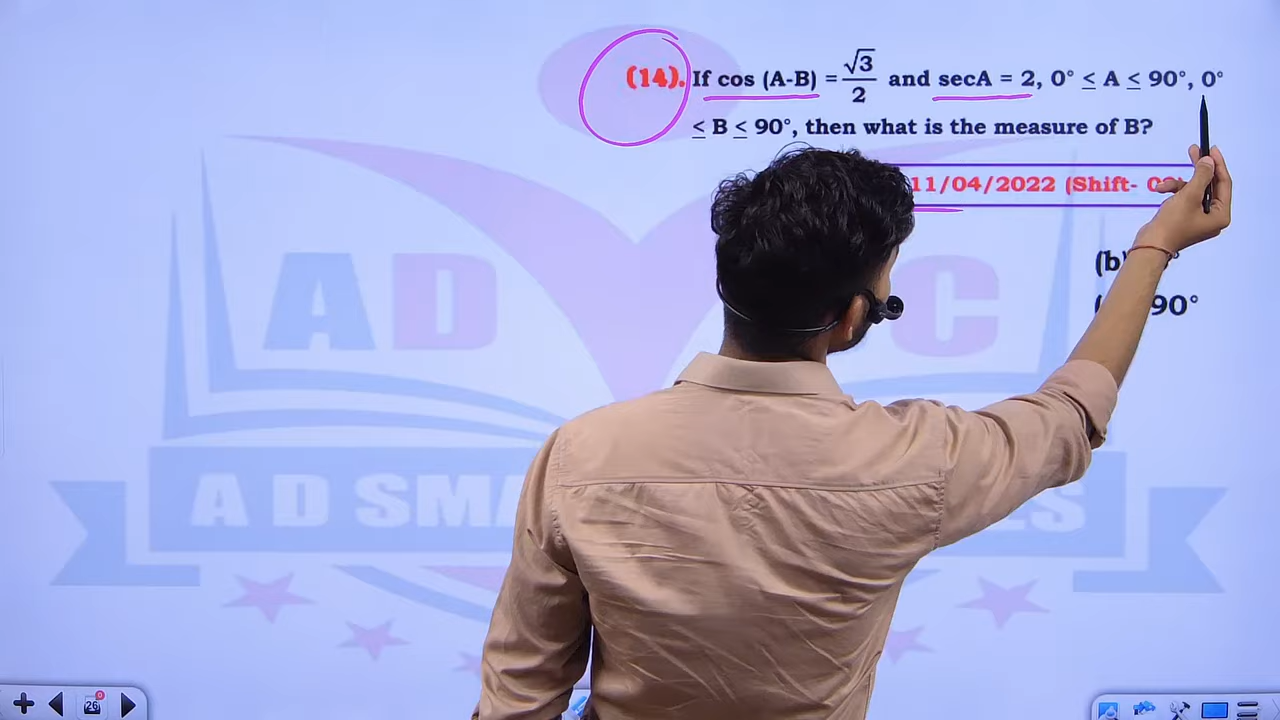 (14). If cos (A-B) = √3/2 and secA = 2, 0° ≤ A ≤ 90°, 0°
≤ B ≤ 90°, then what is the measure of B?
11/04/2022 (Shift-
(b)
90°
A D C
A D SMA
ES
26